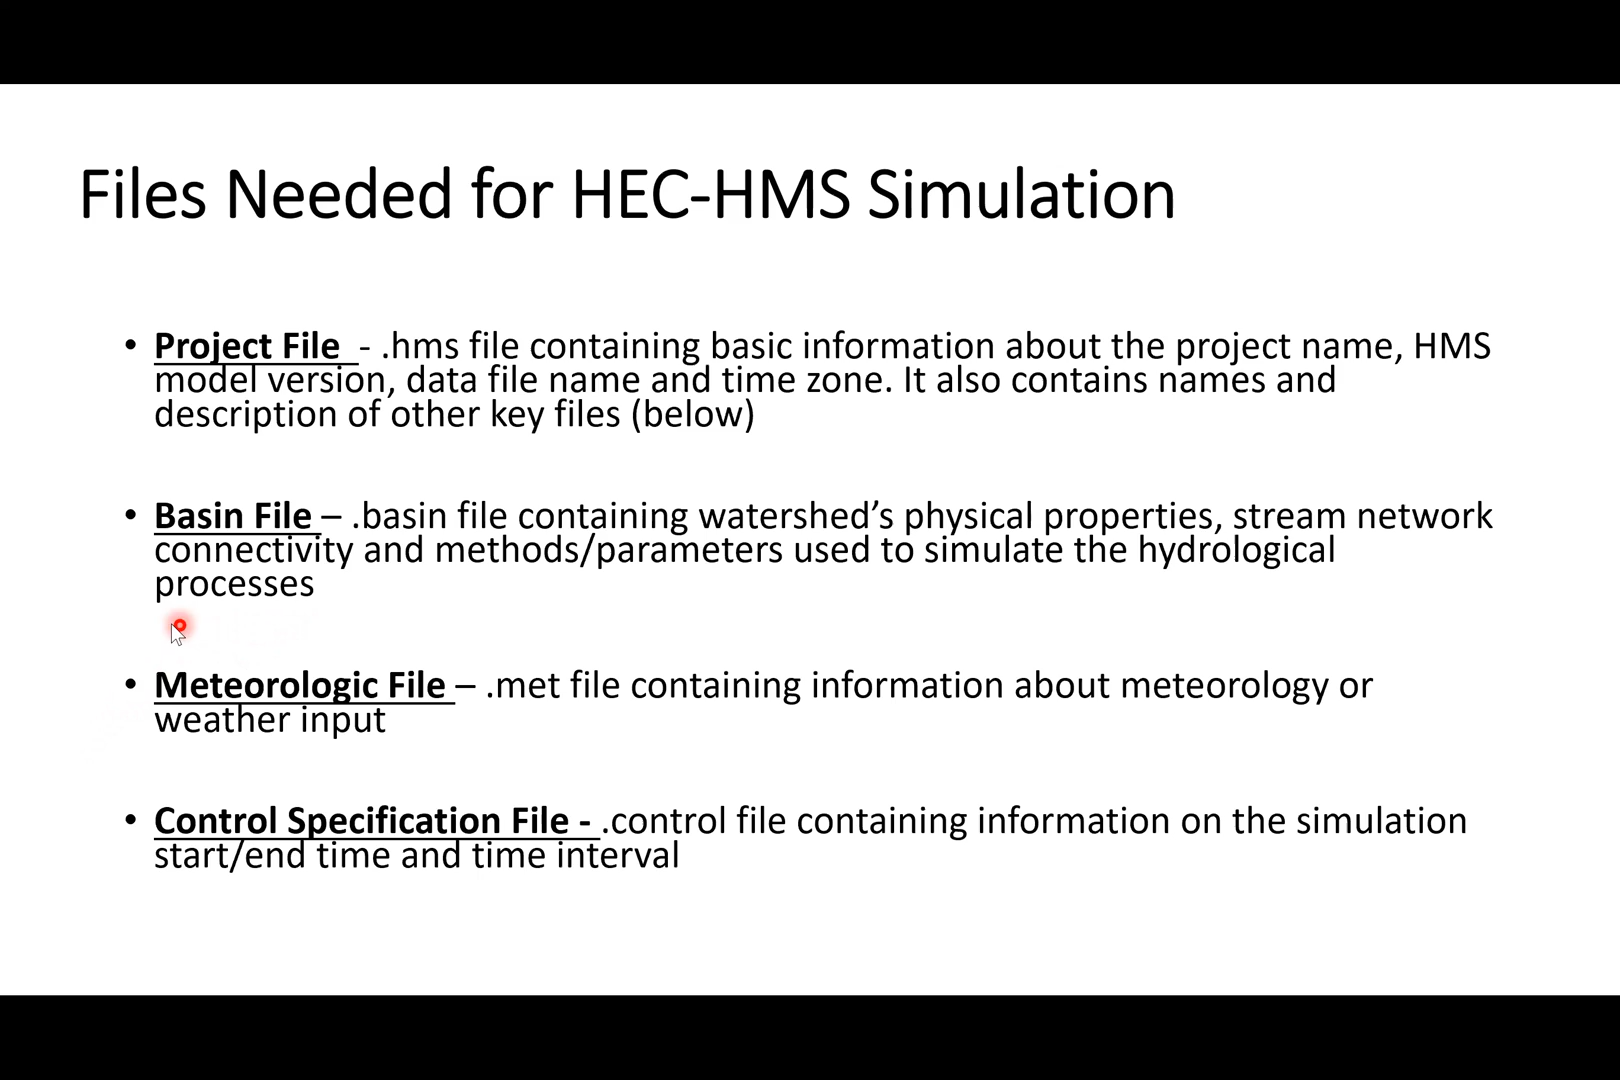 Files Needed for HEC-HMS Simulation
• Project File - .hms file containing basic information about the project name, HMS
model version, data file name and time zone. It also contains names and
description of other key files (below)
• Basin File – .basin file containing watershed’s physical properties, stream network
connectivity and methods/parameters used to simulate the hydrological
processes
• Meteorologic File – .met file containing information about meteorology or
weather input
• Control Specification File - .control file containing information on the simulation
start/end time and time interval